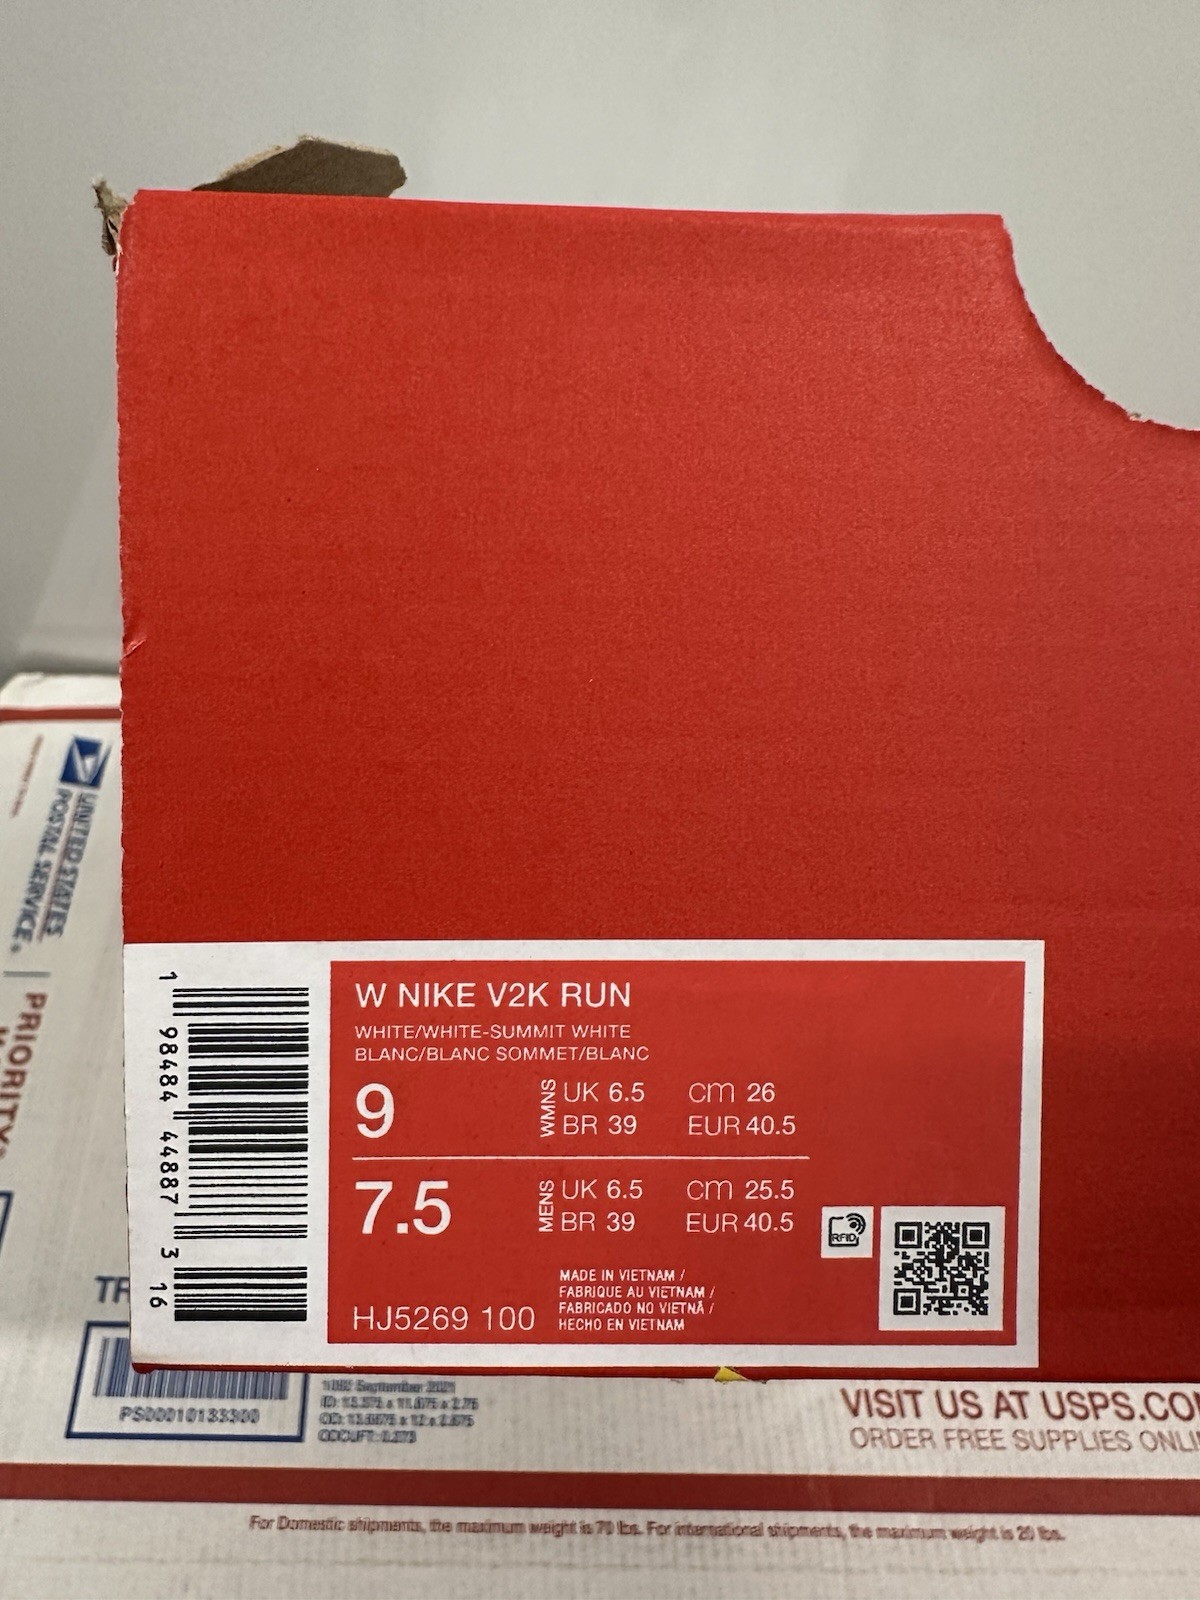 W NIKE V2K RUN
WHITE/WHITE-SUMMIT WHITE
BLANC/BLANC SOMMET/BLANC
9 WMNS UK 6.5 cm 26
BR 39 EUR 40.5
7.5 MENS UK 6.5 cm 25.5
BR 39 EUR 40.5
RFID
HJ5269 100
MADE IN VIETNAM /
FABRIQUE AU VIETNAM /
FABRICADO NO VIETNÃ /
HECHO EN VIETNAM
1 98484 44887 3 16
UNITED STATES
POSTAL SERVICE®
PRIORITY
TR
PS00010133300
VISIT US AT USPS.CO
ORDER FREE SUPPLIES ONLI
For Domestic shipments, the maximum weight is 70 lbs. For international shipments, the maximum weight is 20 lbs.